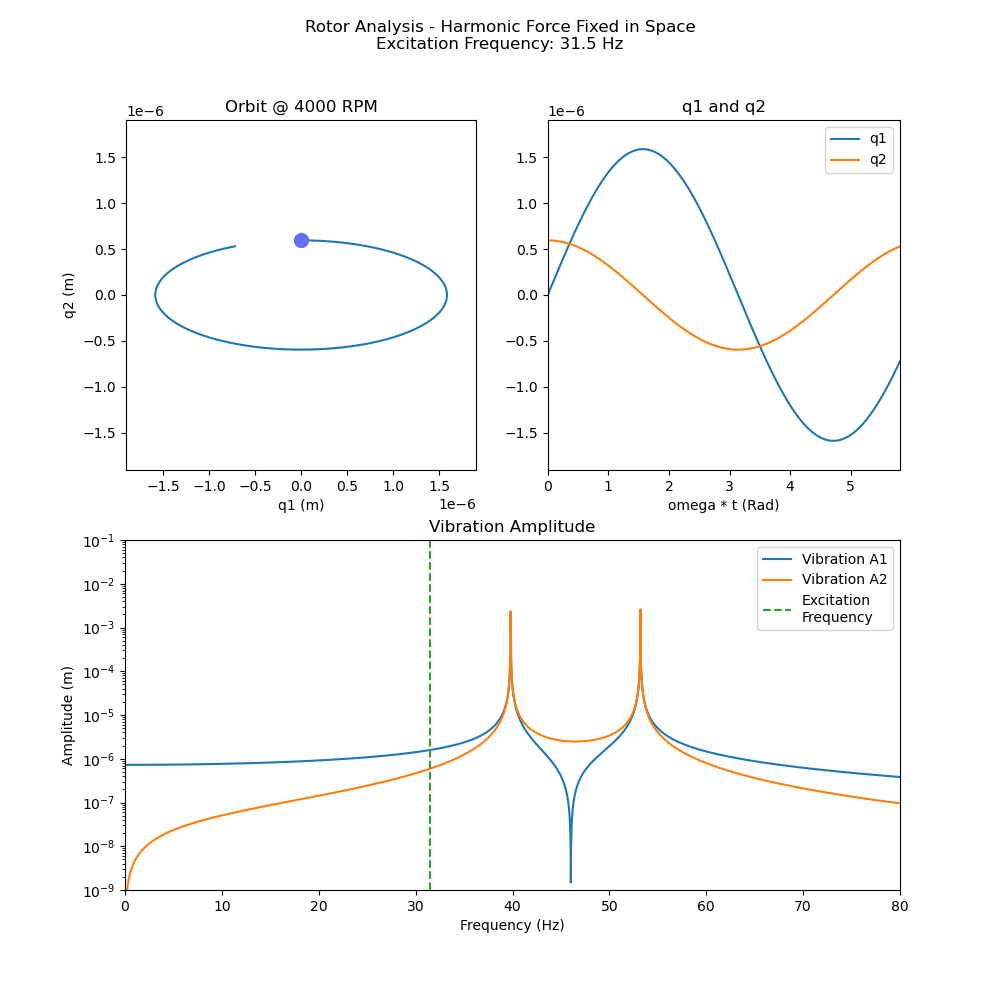 Rotor Analysis - Harmonic Force Fixed in Space
Excitation Frequency: 31.5 Hz
Orbit @ 4000 RPM
1e−6
1.5
1.0
0.5
0.0
−0.5
−1.0
−1.5
q2 (m)
−1.5 −1.0 −0.5 0.0 0.5 1.0 1.5
1e−6
q1 (m)
q1 and q2
1e−6
q1
q2
1.5
1.0
0.5
0.0
−0.5
−1.0
−1.5
0 1 2 3 4 5
omega * t (Rad)
Vibration Amplitude
Vibration A1
Vibration A2
Excitation
Frequency
10⁻¹
10⁻²
10⁻³
10⁻⁴
10⁻⁵
10⁻⁶
10⁻⁷
10⁻⁸
10⁻⁹
Amplitude (m)
0 10 20 30 40 50 60 70 80
Frequency (Hz)